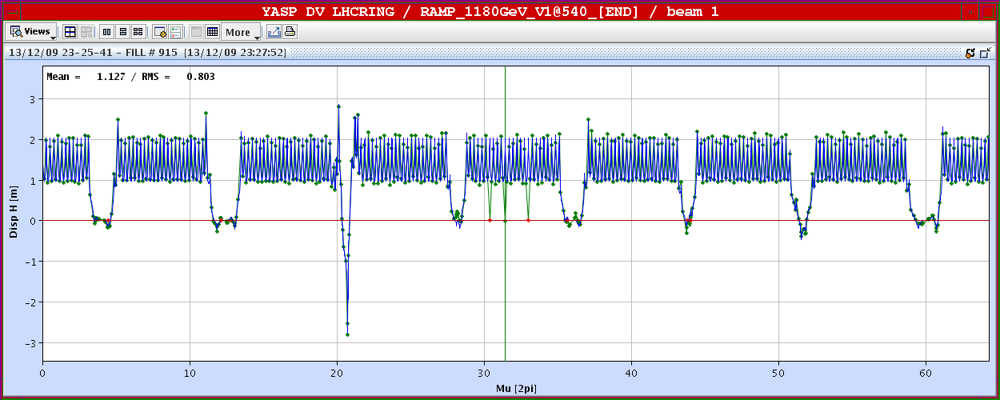 YASP DV LHCRING / RAMP_1180GeV_V1@540_[END] / beam 1
Views
More
13/12/09 23-25-41 - FILL # 915 [13/12/09 23:27:52]
Mean = 1.127 / RMS = 0.803
3
2
1
0
-1
-2
-3
Disp H [m]
0 10 20 30 40 50 60
Mu [2pi]